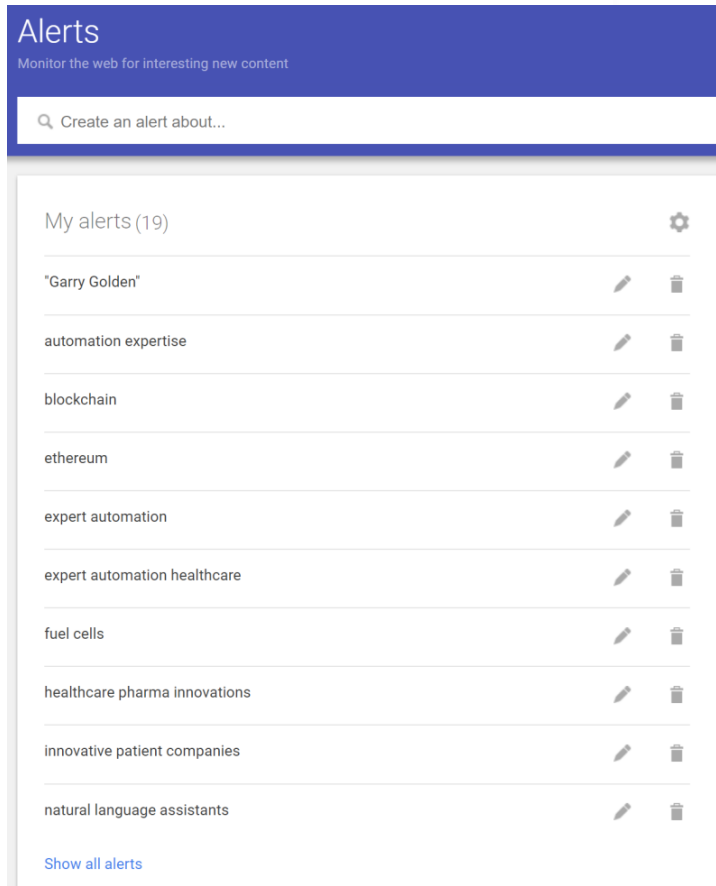 Alerts
Monitor the web for interesting new content
Create an alert about...
My alerts (19)
"Garry Golden"
automation expertise
blockchain
ethereum
expert automation
expert automation healthcare
fuel cells
healthcare pharma innovations
innovative patient companies
natural language assistants
Show all alerts